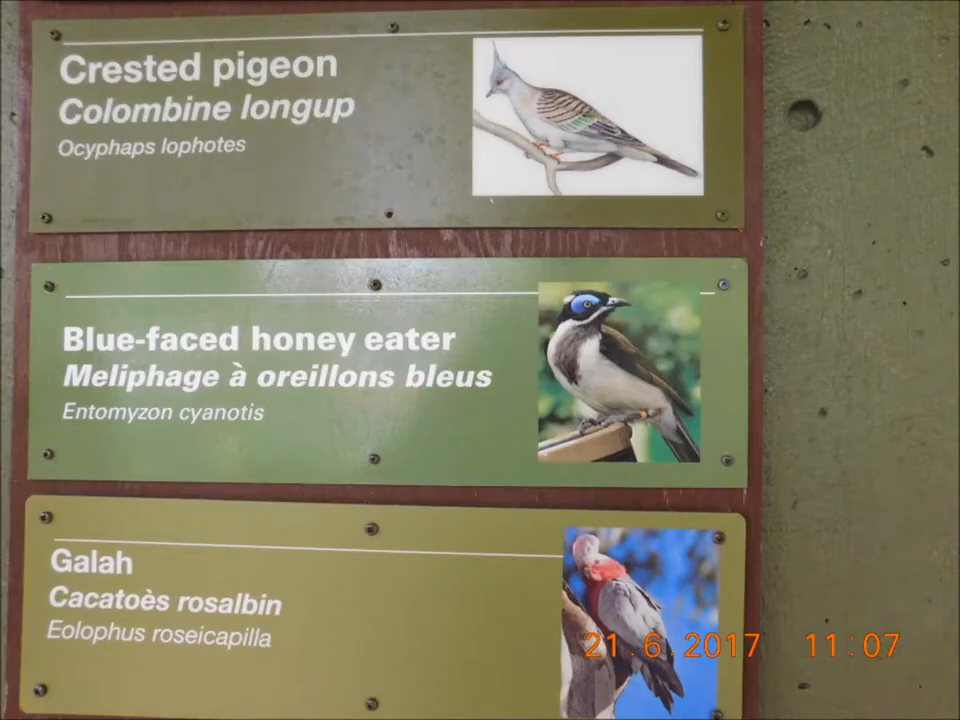 Crested pigeon
Colombine longup
Ocyphaps lophotes
Blue-faced honey eater
Meliphage à oreillons bleus
Entomyzon cyanotis
Galah
Cacatoès rosalbin
Eolophus roseicapilla
21.6.2017 11:07